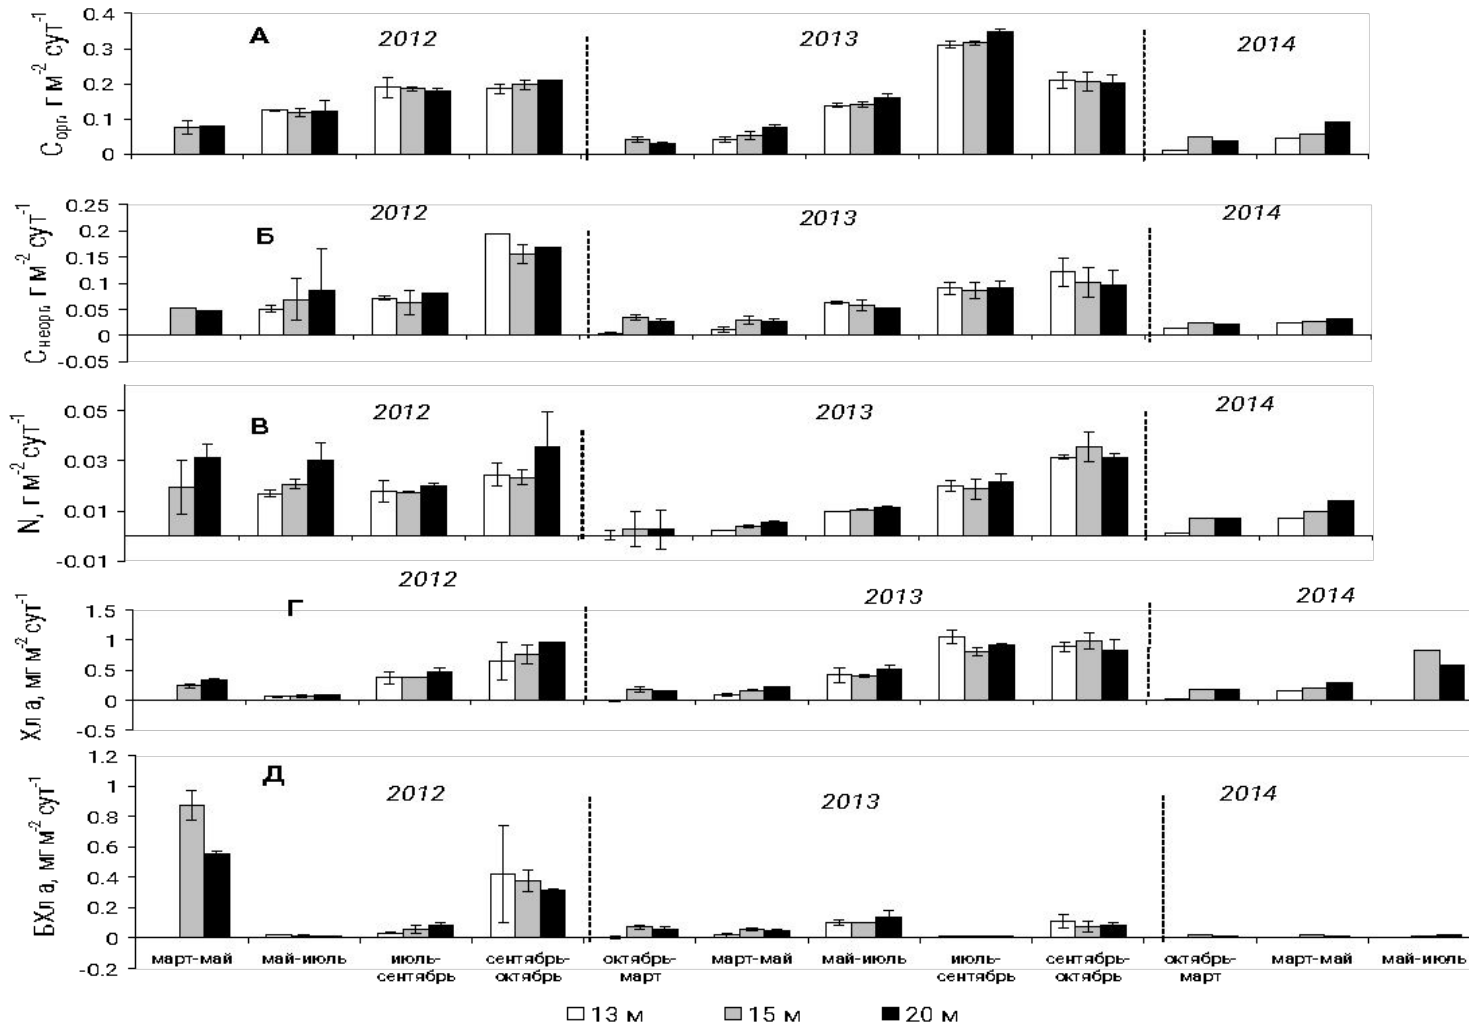 А 2012 2013 2014
Cорг, г м-2 сут-1
0.4
0.3
0.2
0.1
0
Б 2012 2013 2014
Cнеорг, г м-2 сут-1
0.25
0.2
0.15
0.1
0.05
0
-0.05
В 2012 2013 2014
N, г м-2 сут-1
0.05
0.03
0.01
-0.01
Г 2012 2013 2014
Хл а, мг м-2 сут-1
1.5
1
0.5
0
-0.5
Д 2012 2013 2014
БХл а, мг м-2 сут-1
1.2
1
0.8
0.6
0.4
0.2
0
-0.2
март-май
май-июль
июль-
сентябрь
сентябрь-
октябрь
октябрь-
март
март-май
май-июль
июль-
сентябрь
сентябрь-
октябрь
октябрь-
март
март-май
май-июль
13 м 15 м 20 м